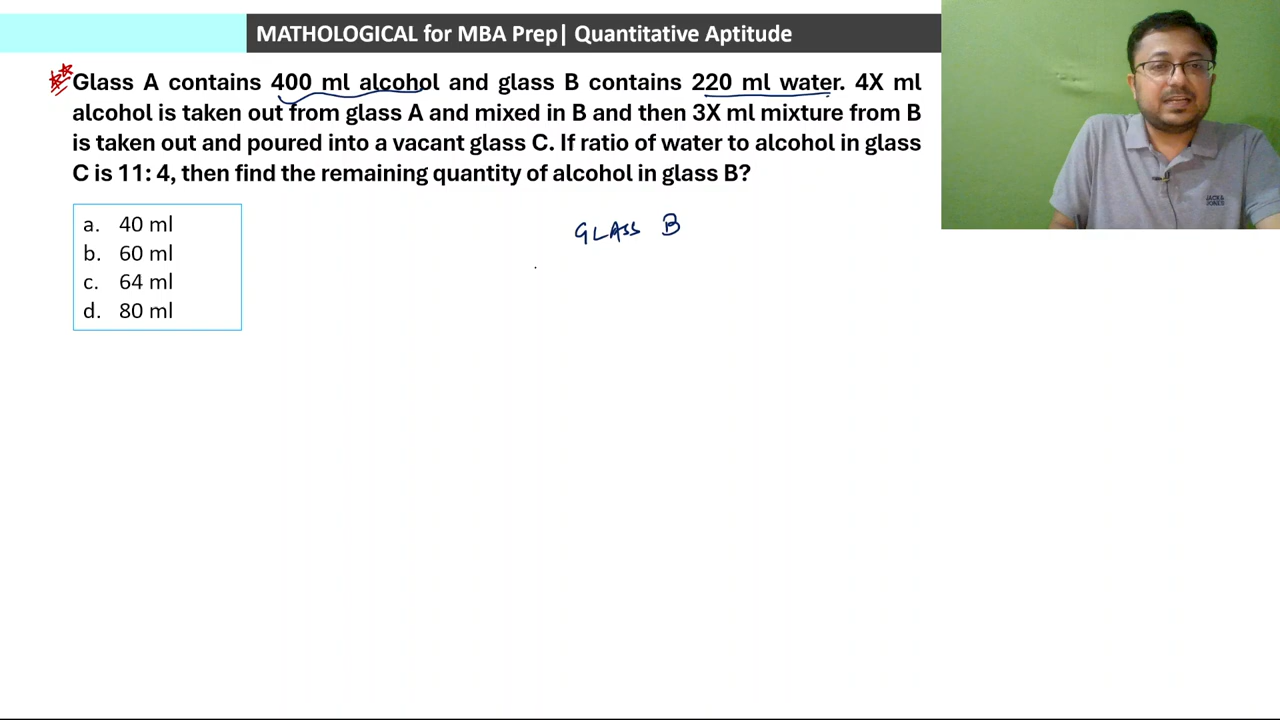 MATHOLOGICAL for MBA Prep| Quantitative Aptitude
Glass A contains 400 ml alcohol and glass B contains 220 ml water. 4X ml
alcohol is taken out from glass A and mixed in B and then 3X ml mixture from B
is taken out and poured into a vacant glass C. If ratio of water to alcohol in glass
C is 11: 4, then find the remaining quantity of alcohol in glass B?
a. 40 ml
b. 60 ml
c. 64 ml
d. 80 ml
GLASS B
JACK &
JONES